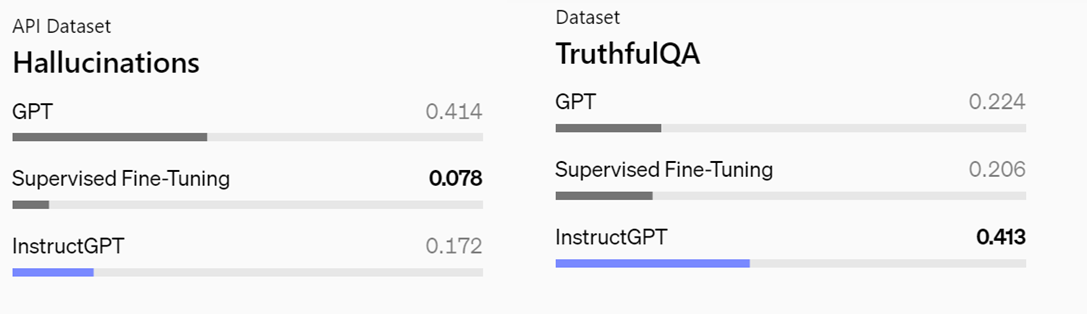 API Dataset
Hallucinations
GPT 0.414
Supervised Fine-Tuning 0.078
InstructGPT 0.172
Dataset
TruthfulQA
GPT 0.224
Supervised Fine-Tuning 0.206
InstructGPT 0.413